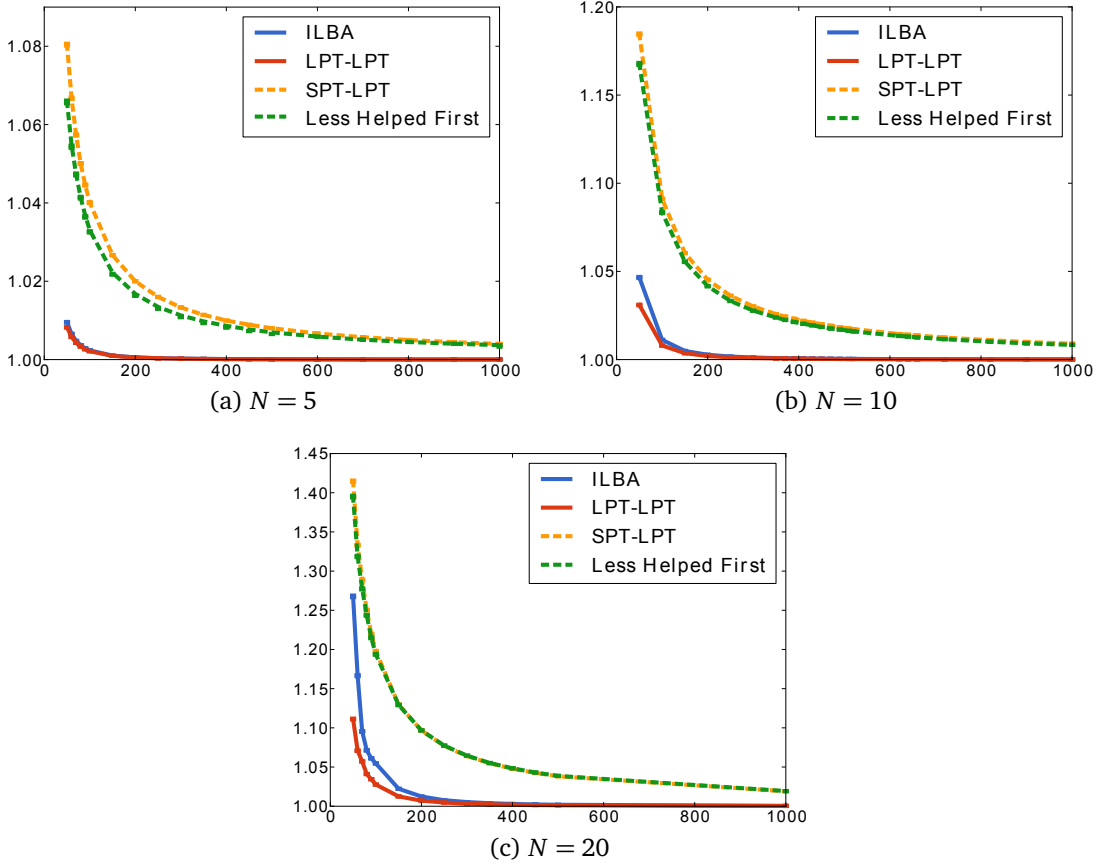 1.08
1.06
1.04
1.02
1.00
0 200 400 600 800 1000
ILBA
LPT-LPT
SPT-LPT
Less Helped First
(a) N = 5
1.20
1.15
1.10
1.05
1.00
0 200 400 600 800 1000
ILBA
LPT-LPT
SPT-LPT
Less Helped First
(b) N = 10
1.45
1.40
1.35
1.30
1.25
1.20
1.15
1.10
1.05
1.00
0 200 400 600 800 1000
ILBA
LPT-LPT
SPT-LPT
Less Helped First
(c) N = 20